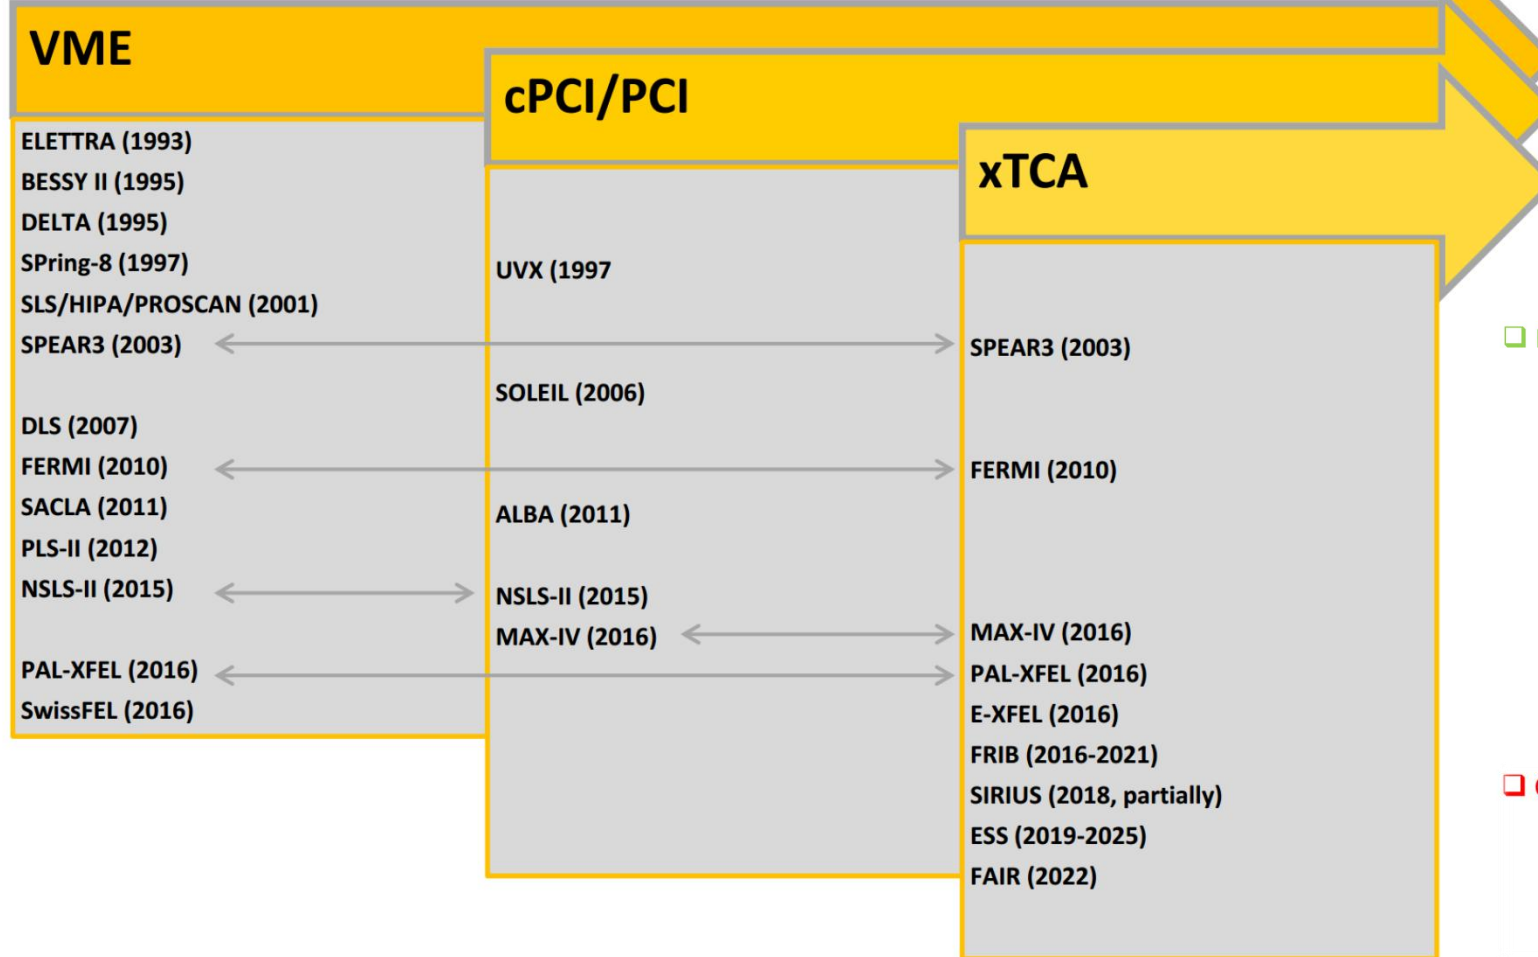 VME
ELETTRA (1993)
BESSY II (1995)
DELTA (1995)
SPring-8 (1997)
SLS/HIPA/PROSCAN (2001)
SPEAR3 (2003)
DLS (2007)
FERMI (2010)
SACLA (2011)
PLS-II (2012)
NSLS-II (2015)
PAL-XFEL (2016)
SwissFEL (2016)
cPCI/PCI
UVX (1997
SOLEIL (2006)
ALBA (2011)
NSLS-II (2015)
MAX-IV (2016)
xTCA
SPEAR3 (2003)
FERMI (2010)
MAX-IV (2016)
PAL-XFEL (2016)
E-XFEL (2016)
FRIB (2016-2021)
SIRIUS (2018, partially)
ESS (2019-2025)
FAIR (2022)